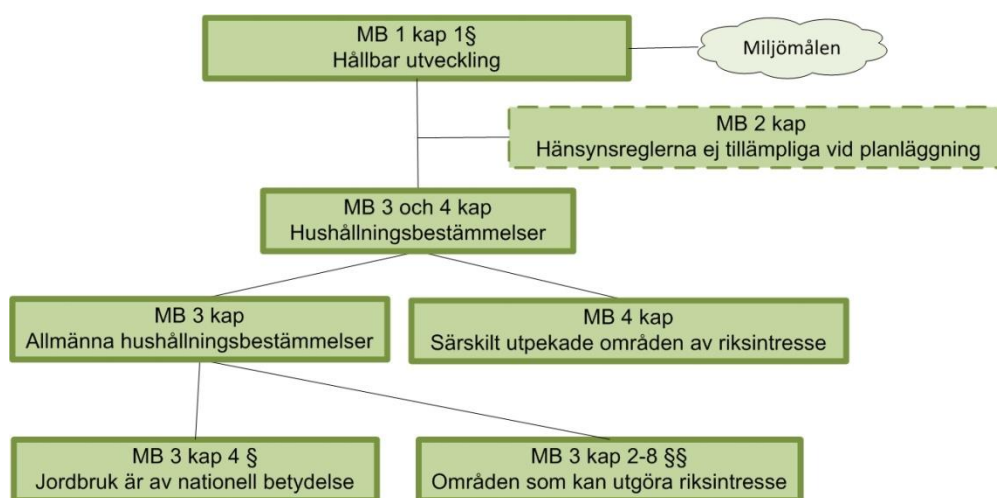 MB 1 kap 1§
Hållbar utveckling
Miljömålen
MB 2 kap
Hänsynsreglerna ej tillämpliga vid planläggning
MB 3 och 4 kap
Hushållningsbestämmelser
MB 3 kap
Allmänna hushållningsbestämmelser
MB 4 kap
Särskilt utpekade områden av riksintresse
MB 3 kap 4 §
Jordbruk är av nationell betydelse
MB 3 kap 2-8 §§
Områden som kan utgöra riksintresse